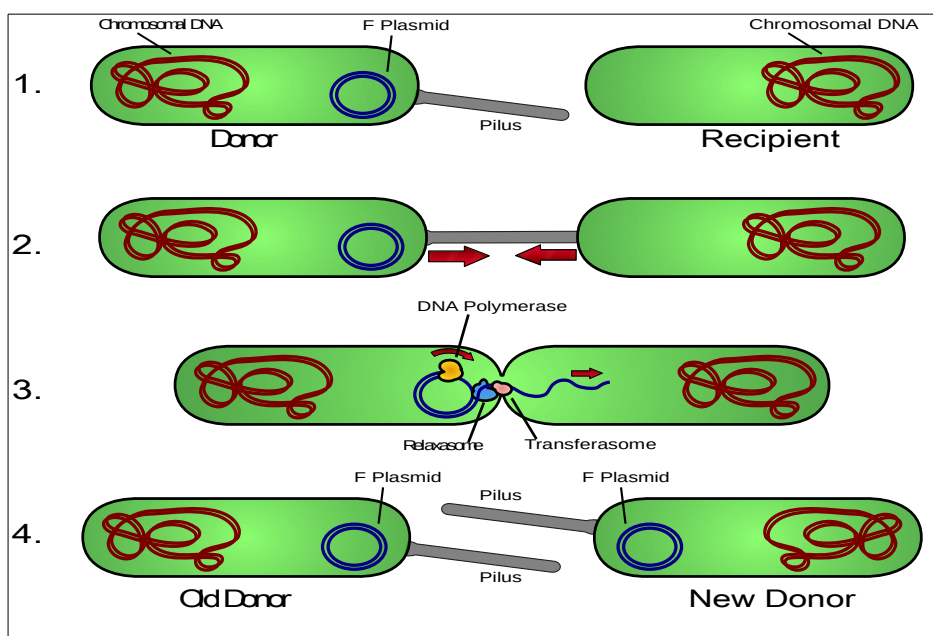 Chromosomal DNA
F Plasmid
Chromosomal DNA
1.
Pilus
Donor
Recipient
2.
DNA Polymerase
3.
Relaxasome
Transferasome
F Plasmid
Pilus
F Plasmid
4.
Pilus
Old Donor
New Donor